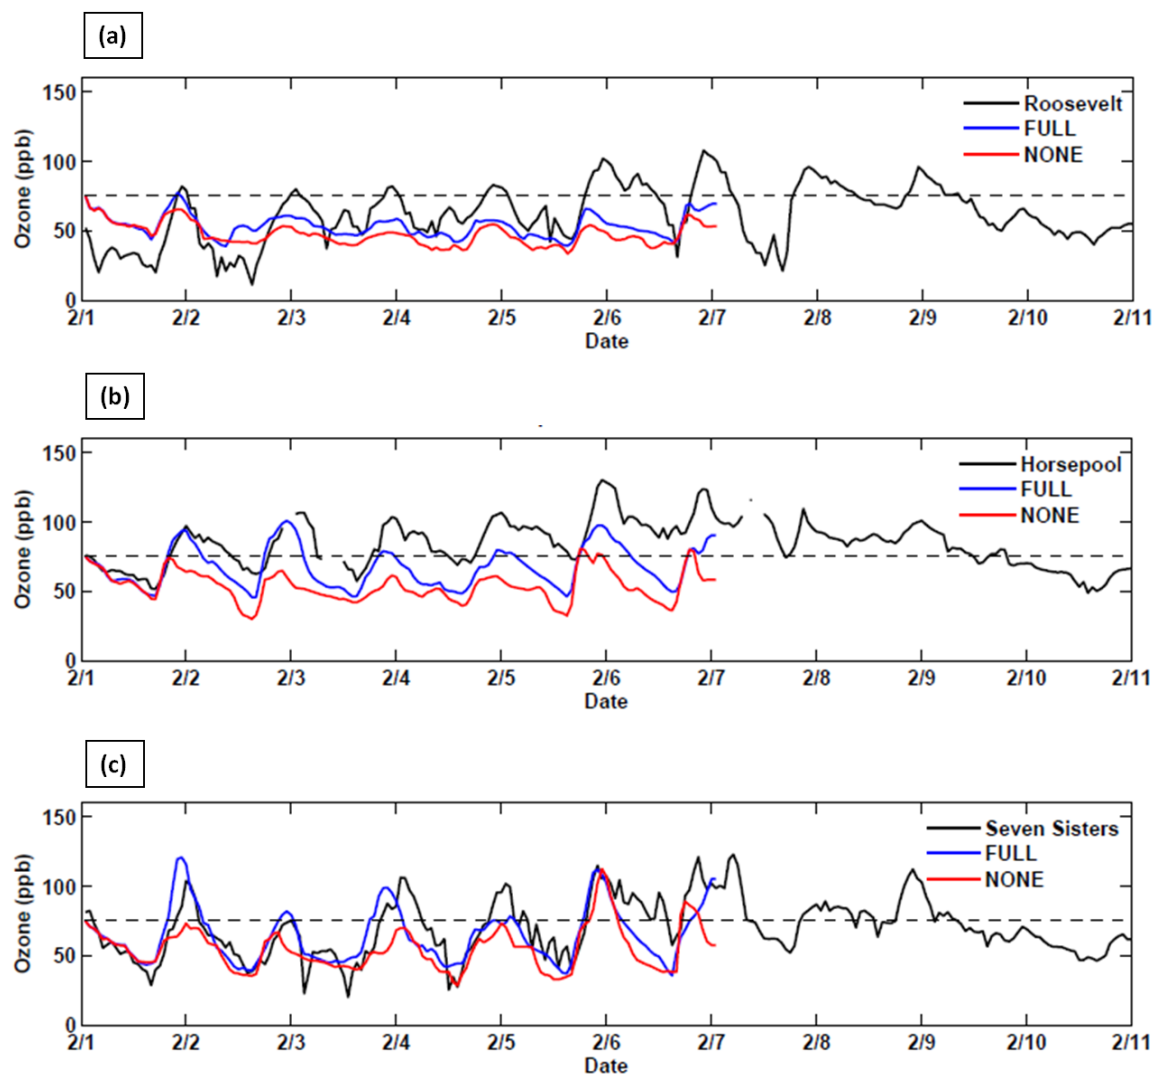 (a)
Ozone (ppb)
150
100
50
0
Roosevelt
FULL
NONE
2/1 2/2 2/3 2/4 2/5 2/6 2/7 2/8 2/9 2/10 2/11
Date
(b)
Ozone (ppb)
150
100
50
0
Horsepool
FULL
NONE
2/1 2/2 2/3 2/4 2/5 2/6 2/7 2/8 2/9 2/10 2/11
Date
(c)
Ozone (ppb)
150
100
50
0
Seven Sisters
FULL
NONE
2/1 2/2 2/3 2/4 2/5 2/6 2/7 2/8 2/9 2/10 2/11
Date